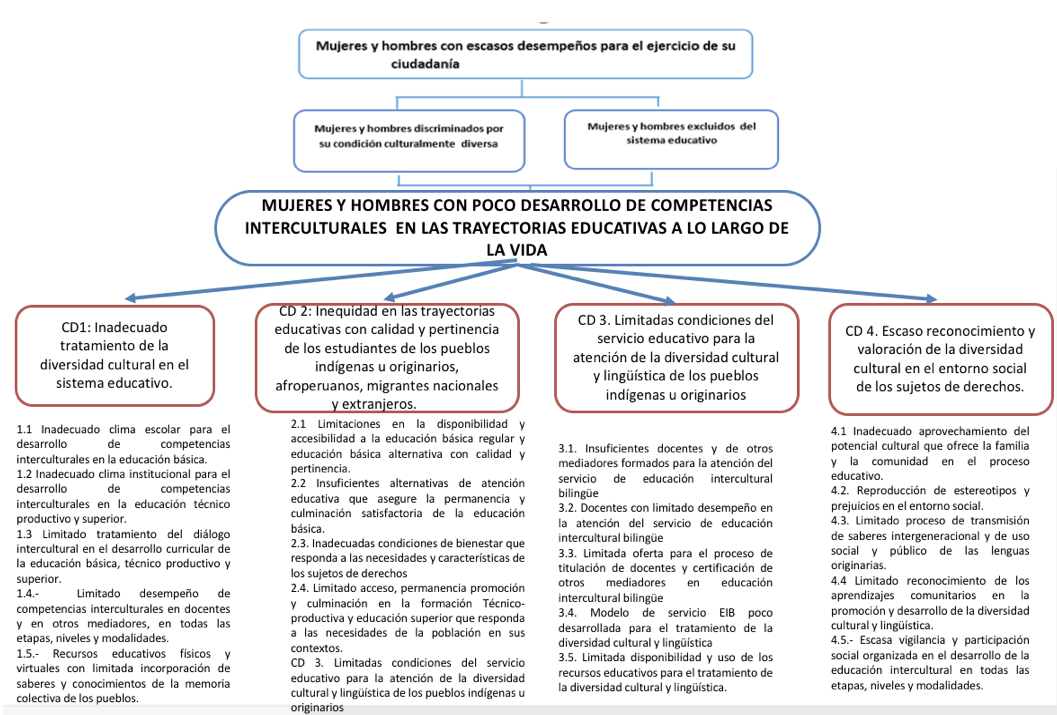 Mujeres y hombres con escasos desempeños para el ejercicio de su
ciudadanía
Mujeres y hombres discriminados por
su condición culturalmente diversa
Mujeres y hombres excluidos del
sistema educativo
MUJERES Y HOMBRES CON POCO DESARROLLO DE COMPETENCIAS
INTERCULTURALES EN LAS TRAYECTORIAS EDUCATIVAS A LO LARGO DE
LA VIDA
CD1: Inadecuado
tratamiento de la
diversidad cultural en el
sistema educativo.
1.1 Inadecuado clima escolar para el
desarrollo de competencias
interculturales en la educación básica.
1.2 Inadecuado clima institucional para el
desarrollo de competencias
interculturales en la educación técnico
productivo y superior.
1.3 Limitado tratamiento del diálogo
intercultural en el desarrollo curricular de
la educación básica, técnico productivo y
superior.
1.4.- Limitado desempeño de
competencias interculturales en docentes
y en otros mediadores, en todas las
etapas, niveles y modalidades.
1.5.- Recursos educativos físicos y
virtuales con limitada incorporación de
saberes y conocimientos de la memoria
colectiva de los pueblos.
CD 2: Inequidad en las trayectorias
educativas con calidad y pertinencia
de los estudiantes de los pueblos
indígenas u originarios,
afroperuanos, migrantes nacionales
y extranjeros.
2.1 Limitaciones en la disponibilidad y
accesibilidad a la educación básica regular y
educación básica alternativa con calidad y
pertinencia.
2.2 Insuficientes alternativas de atención
educativa que asegure la permanencia y
culminación satisfactoria de la educación
básica.
2.3. Inadecuadas condiciones de bienestar que
responda a las necesidades y características de
los sujetos de derechos
2.4. Limitado acceso, permanencia promoción
y culminación en la formación Técnico-
productiva y educación superior que responda
a las necesidades de la población en sus
contextos.
CD 3. Limitadas condiciones del servicio
educativo para la atención de la diversidad
cultural y lingüística de los pueblos indígenas u
originarios
CD 3. Limitadas condiciones del
servicio educativo para la
atención de la diversidad cultural
y lingüística de los pueblos
indígenas u originarios
3.1. Insuficientes docentes y de otros
mediadores formados para la atención del
servicio de educación intercultural
bilingüe
3.2. Docentes con limitado desempeño en
la atención del servicio de educación
intercultural bilingüe
3.3. Limitada oferta para el proceso de
titulación de docentes y certificación de
otros mediadores en educación
intercultural bilingüe
3.4. Modelo de servicio EIB poco
desarrollada para el tratamiento de la
diversidad cultural y lingüística
3.5. Limitada disponibilidad y uso de los
recursos educativos para el tratamiento de
la diversidad cultural y lingüística.
CD 4. Escaso reconocimiento y
valoración de la diversidad
cultural en el entorno social
de los sujetos de derechos.
4.1 Inadecuado aprovechamiento del
potencial cultural que ofrece la familia
y la comunidad en el proceso
educativo.
4.2. Reproducción de estereotipos y
prejuicios en el entorno social.
4.3. Limitado proceso de transmisión
de saberes intergeneracional y de uso
social y público de las lenguas
originarias.
4.4 Limitado reconocimiento de los
aprendizajes comunitarios en la
promoción y desarrollo de la diversidad
cultural y lingüística.
4.5.- Escasa vigilancia y participación
social organizada en el desarrollo de la
educación intercultural en todas las
etapas, niveles y modalidades.